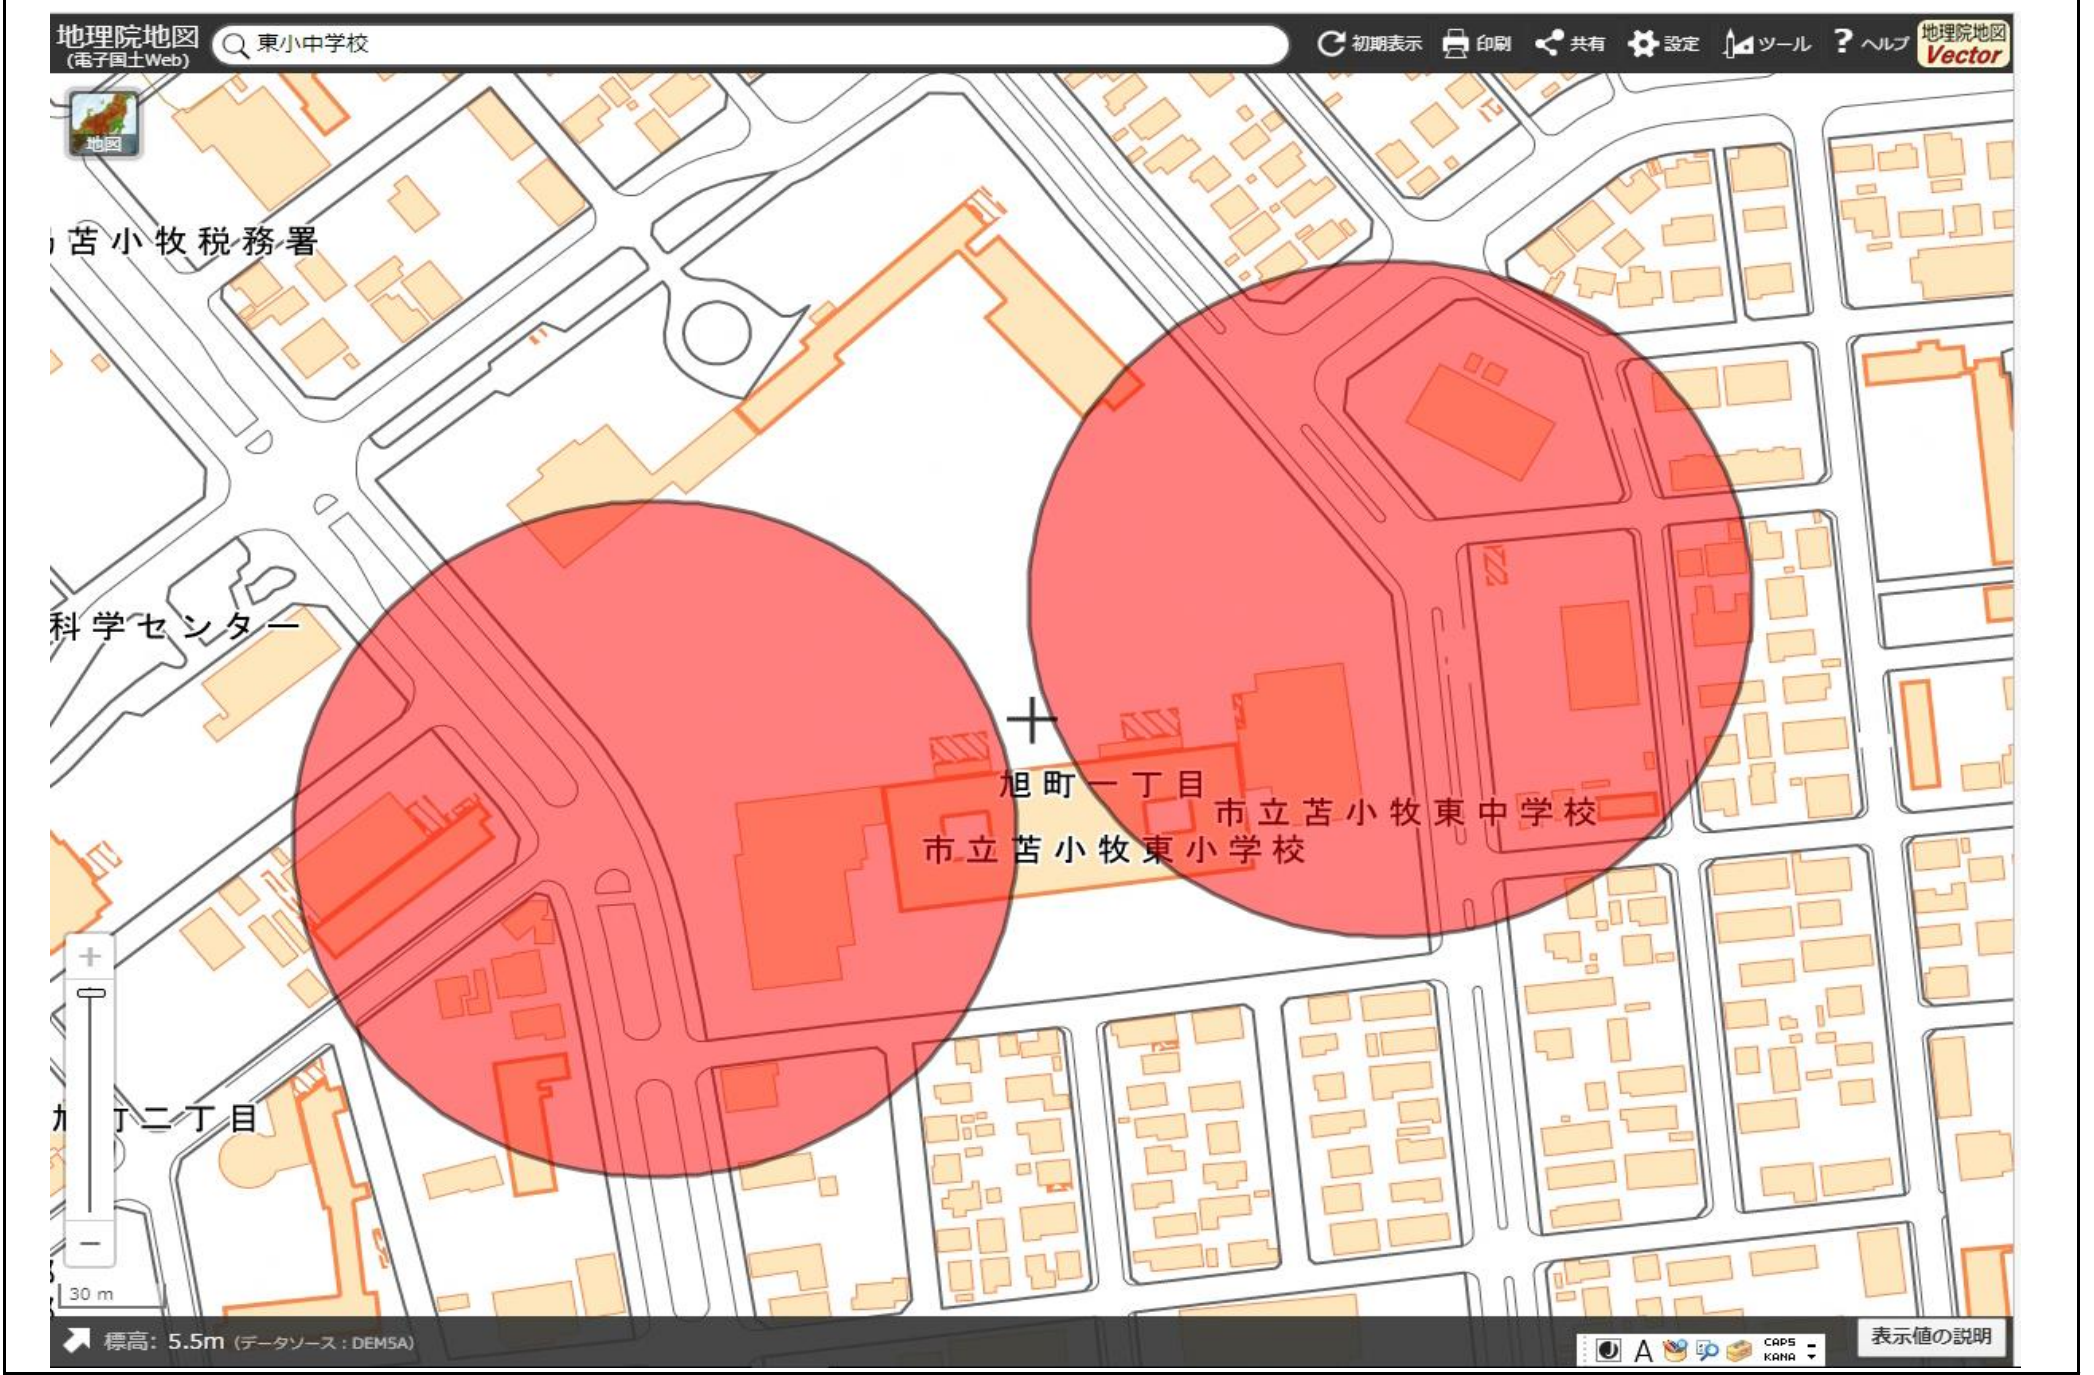 地理院地図
(電子国土Web)
東小中学校
初期表示
印刷
共有
設定
ツール
? ヘルプ
地理院地図
Vector
地図
苫小牧税務署
科学センター
旭町一丁目
市立苫小牧東中学校
市立苫小牧東小学校
町二丁目
+
−
30 m
標高: 5.5m (データソース:DEM5A)
A
CAPS
KANA
表示値の説明